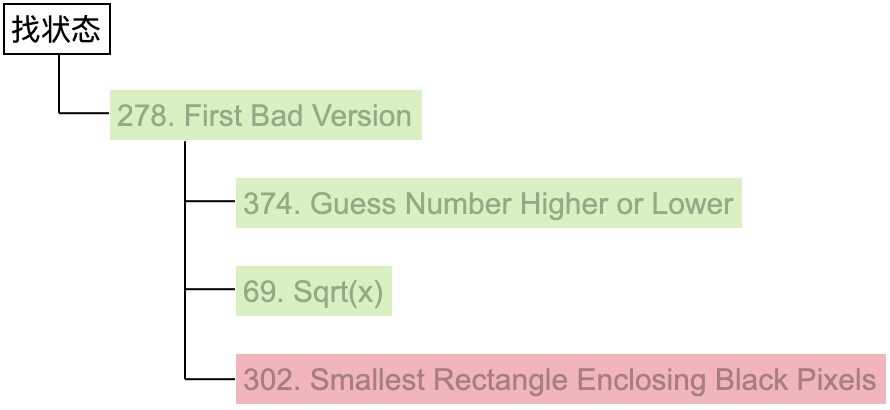 找状态
278. First Bad Version
374. Guess Number Higher or Lower
69. Sqrt(x)
302. Smallest Rectangle Enclosing Black Pixels